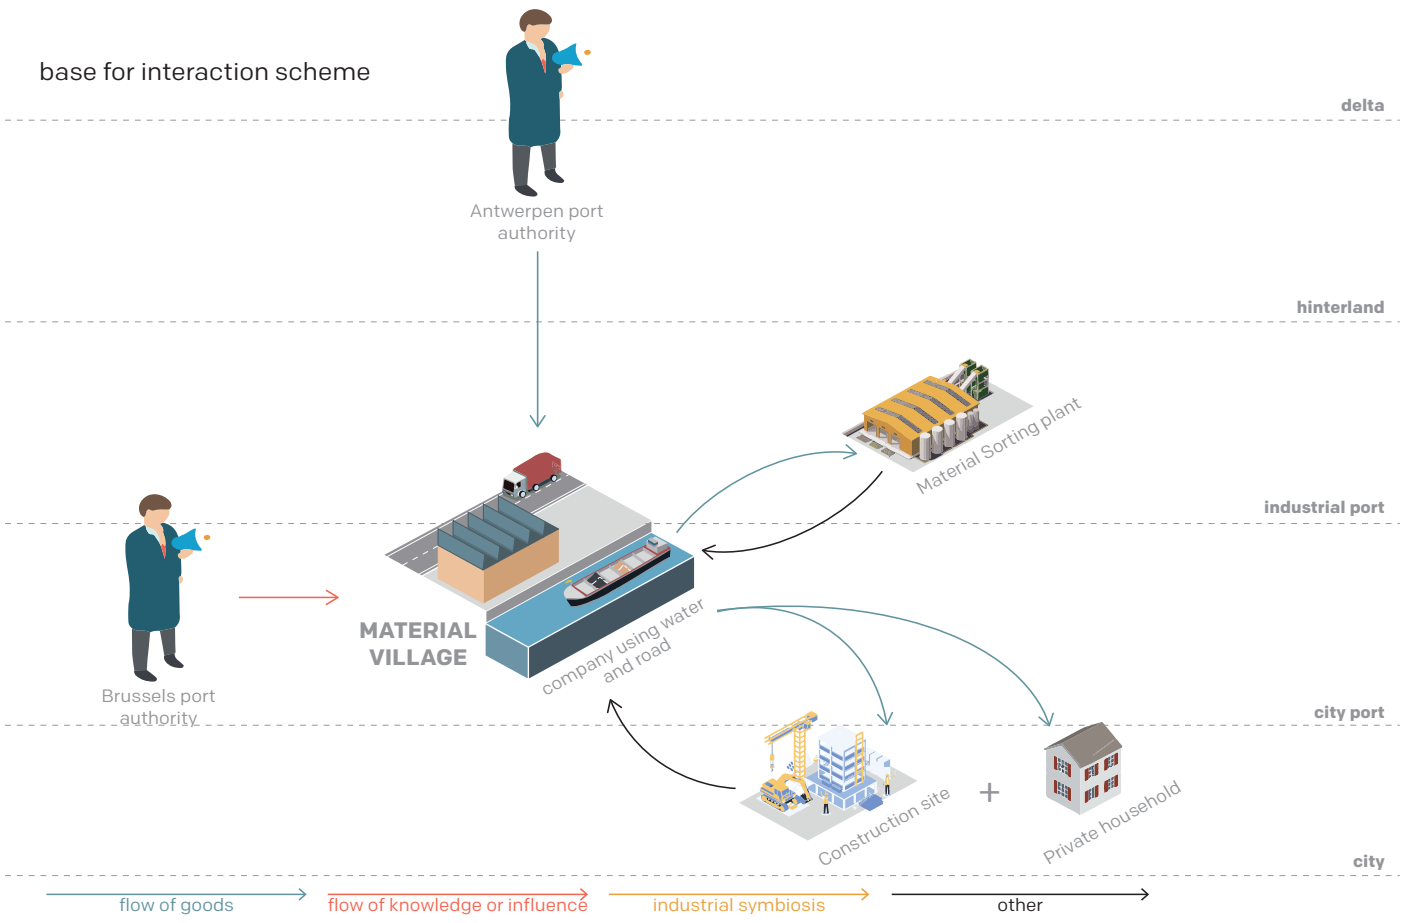 base for interaction scheme
delta
Antwerpen port
authority
hinterland
Material Sorting plant
industrial port
MATERIAL
VILLAGE
company using water
and road
Brussels port
authority
city port
Construction site
+
Private household
city
flow of goods
flow of knowledge or influence
industrial symbiosis
other